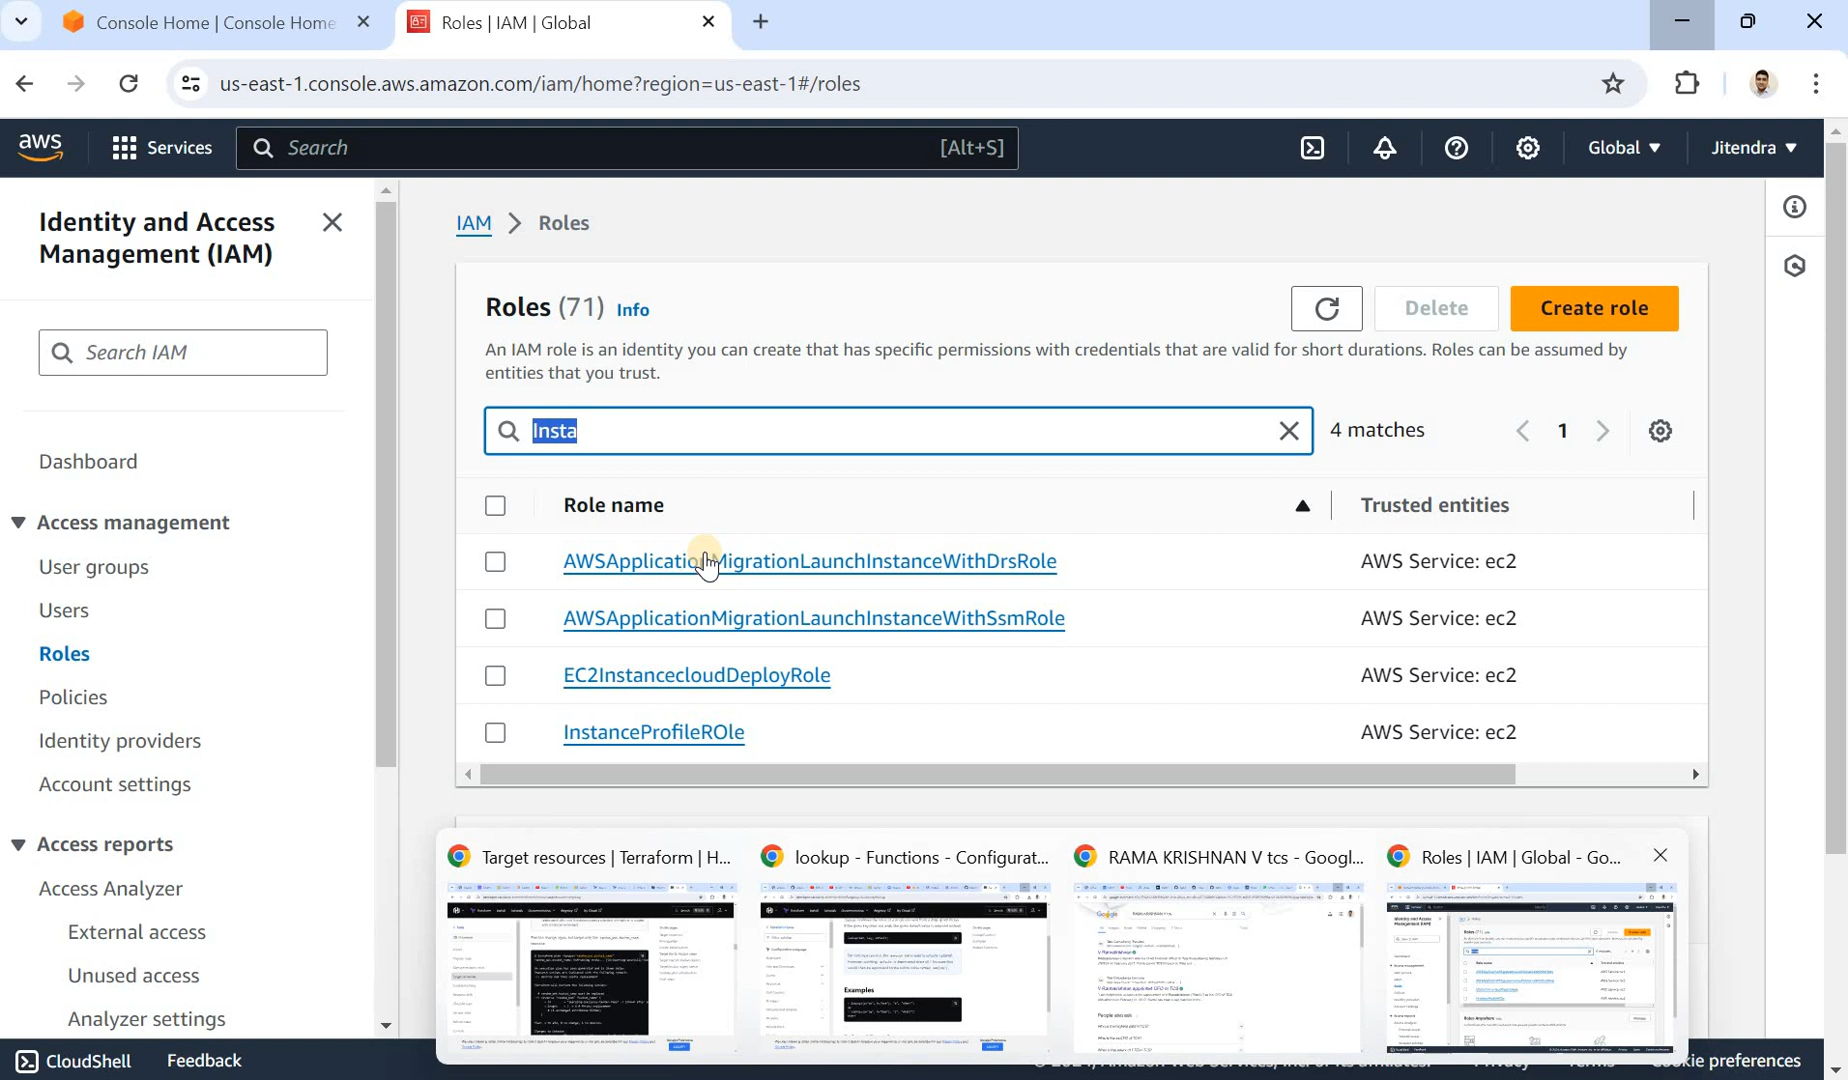 Console Home | Console Home
Roles | IAM | Global
us-east-1.console.aws.amazon.com/iam/home?region=us-east-1#/roles
aws
Services
Search
[Alt+S]
Global
Jitendra
Identity and Access
Management (IAM)
Search IAM
Dashboard
Access management
User groups
Users
Roles
Policies
Identity providers
Account settings
Access reports
Access Analyzer
External access
Unused access
Analyzer settings
IAM > Roles
Roles (71) Info
Delete
Create role
An IAM role is an identity you can create that has specific permissions with credentials that are valid for short durations. Roles can be assumed by
entities that you trust.
Insta
4 matches
1
Role name
Trusted entities
AWSApplicationMigrationLaunchInstanceWithDrsRole
AWS Service: ec2
AWSApplicationMigrationLaunchInstanceWithSsmRole
AWS Service: ec2
EC2InstancecloudDeployRole
AWS Service: ec2
InstanceProfileROle
AWS Service: ec2
Target resources | Terraform | H...
lookup - Functions - Configurat...
RAMA KRISHNAN V tcs - Googl...
Roles | IAM | Global - Go...
Examples
CloudShell
Feedback